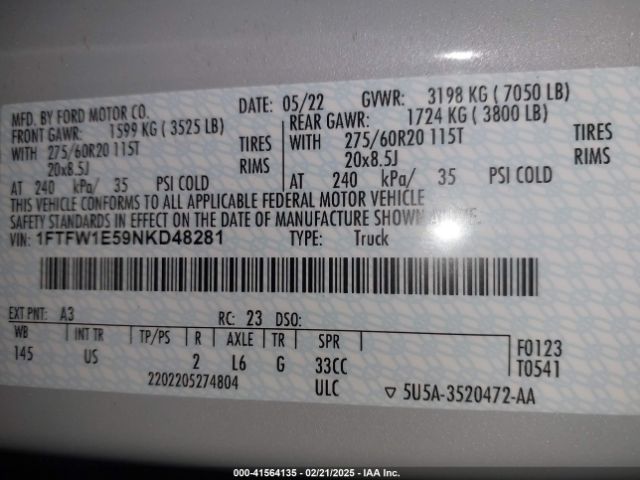 MFD. BY FORD MOTOR CO. DATE: 05/22 GVWR: 3198 KG ( 7050 LB)
FRONT GAWR: 1599 KG ( 3525 LB) REAR GAWR: 1724 KG ( 3800 LB)
WITH 275/60R20 115T TIRES WITH 275/60R20 115T TIRES
20x8.5J RIMS 20x8.5J RIMS
AT 240 kPa/ 35 PSI COLD AT 240 kPa/ 35 PSI COLD
THIS VEHICLE CONFORMS TO ALL APPLICABLE FEDERAL MOTOR VEHICLE
SAFETY STANDARDS IN EFFECT ON THE DATE OF MANUFACTURE SHOWN ABOVE.
VIN: 1FTFW1E59NKD48281 TYPE: Truck
EXT PNT: A3 RC: 23 DSO:
WB INT TR TP/PS R AXLE TR SPR
145 US 2 L6 G 33CC
F0123
T0541
2202205274804 ULC ▽ 5U5A-3520472-AA
000-41564135 - 02/21/2025 - IAA Inc.